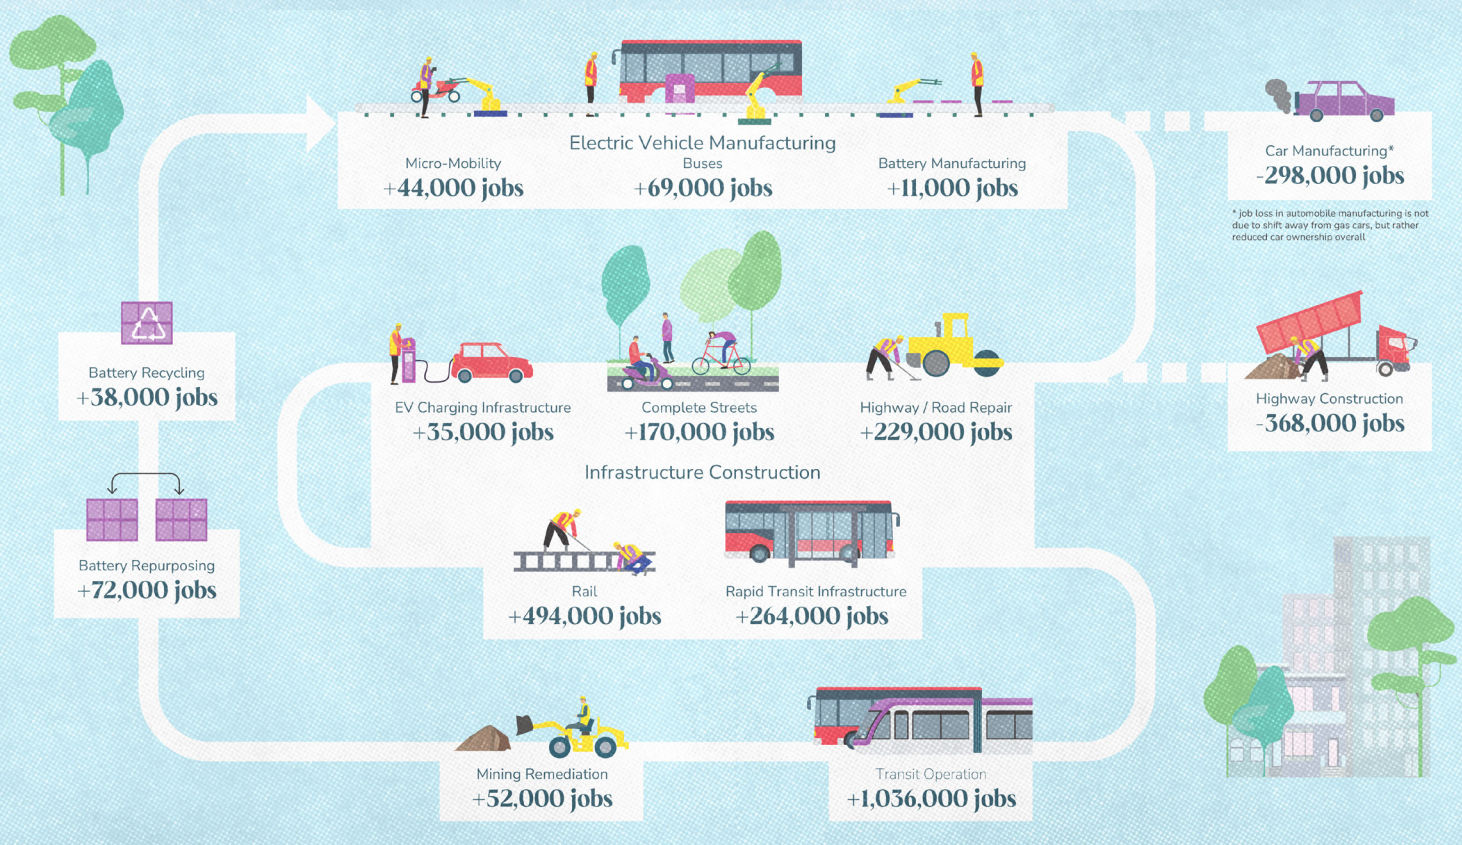 Electric Vehicle Manufacturing
Micro-Mobility
+44,000 jobs
Buses
+69,000 jobs
Battery Manufacturing
+11,000 jobs
Car Manufacturing*
-298,000 jobs
* job loss in automobile manufacturing is not
due to shift away from gas cars, but rather
reduced car ownership overall
Battery Recycling
+38,000 jobs
EV Charging Infrastructure
+35,000 jobs
Complete Streets
+170,000 jobs
Highway / Road Repair
+229,000 jobs
Highway Construction
-368,000 jobs
Infrastructure Construction
Battery Repurposing
+72,000 jobs
Rail
+494,000 jobs
Rapid Transit Infrastructure
+264,000 jobs
Mining Remediation
+52,000 jobs
Transit Operation
+1,036,000 jobs